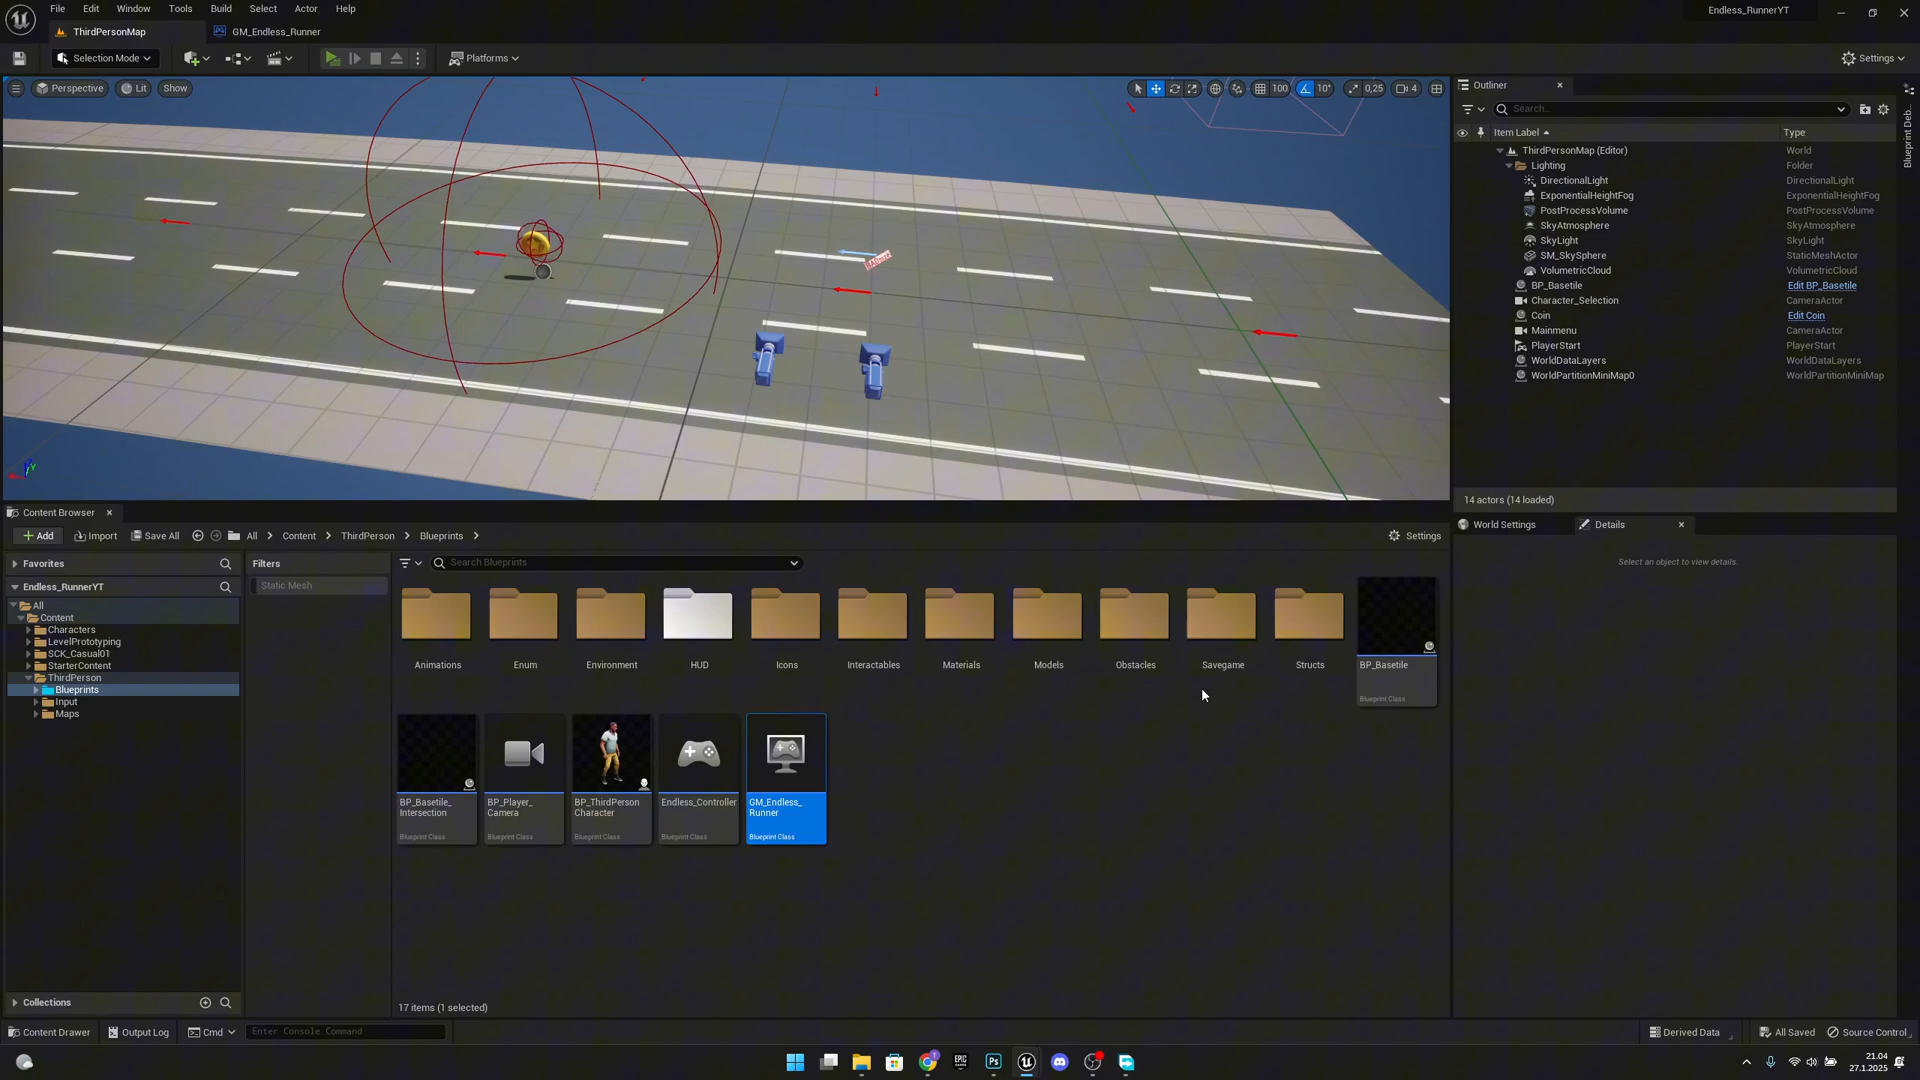 File Edit Window Tools Build Select Actor Help
Endless_RunnerYT
ThirdPersonMap
GM_Endless_Runner
Selection Mode
Platforms
Settings
Perspective
Lit
Show
100
10°
0,25
4
Outliner
Search...
Item Label
Type
ThirdPersonMap (Editor) World
Lighting Folder
DirectionalLight DirectionalLight
ExponentialHeightFog ExponentialHeightFog
PostProcessVolume PostProcessVolume
SkyAtmosphere SkyAtmosphere
SkyLight SkyLight
SM_SkySphere StaticMeshActor
VolumetricCloud VolumetricCloud
BP_Basetile Edit BP_Basetile
Character_Selection CameraActor
Coin Edit Coin
Mainmenu CameraActor
PlayerStart PlayerStart
WorldDataLayers WorldDataLayers
WorldPartitionMiniMap0 WorldPartitionMiniMap
14 actors (14 loaded)
Blueprint Deb...
World Settings
Details
Select an object to view details.
Content Browser
Add
Import
Save All
All > Content > ThirdPerson > Blueprints >
Settings
Favorites
Endless_RunnerYT
All
Content
Characters
LevelPrototyping
SCK_Casual01
StarterContent
ThirdPerson
Blueprints
Input
Maps
Collections
Filters
Static Mesh
Search Blueprints
Animations
Enum
Environment
HUD
Icons
Interactables
Materials
Models
Obstacles
Savegame
Structs
BP_Basetile
Blueprint Class
BP_Basetile_
Intersection
Blueprint Class
BP_Player_
Camera
Blueprint Class
BP_ThirdPerson
Character
Blueprint Class
Endless_Controller
Blueprint Class
GM_Endless_
Runner
Blueprint Class
17 items (1 selected)
Content Drawer
Output Log
Cmd
Enter Console Command
Derived Data
All Saved
Source Control
21.04
27.1.2025